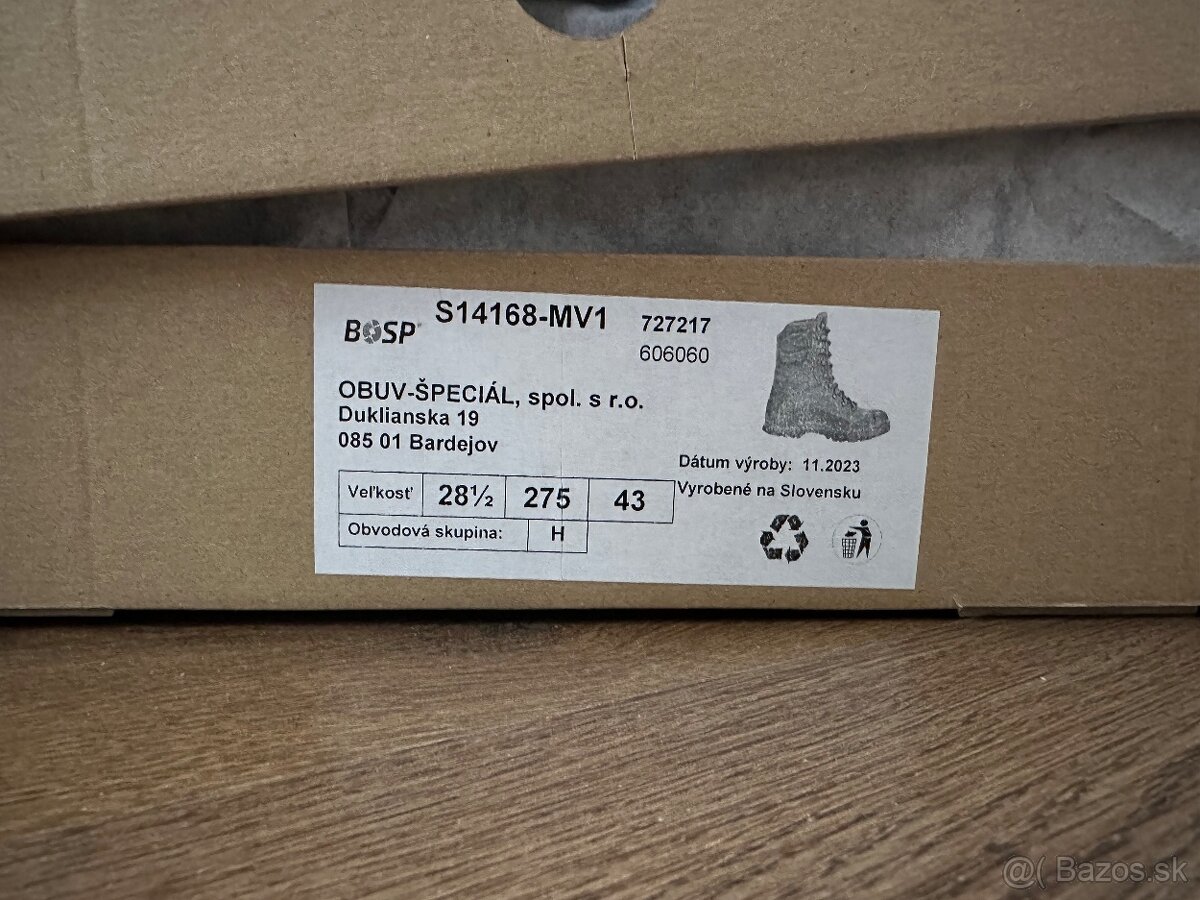 BOSP S14168-MV1 727217
606060
OBUV-ŠPECIÁL, spol. s r.o.
Duklianska 19
085 01 Bardejov
Dátum výroby: 11.2023
Vyrobené na Slovensku
Veľkosť 28½ 275 43
Obvodová skupina: H
@( Bazos.sk